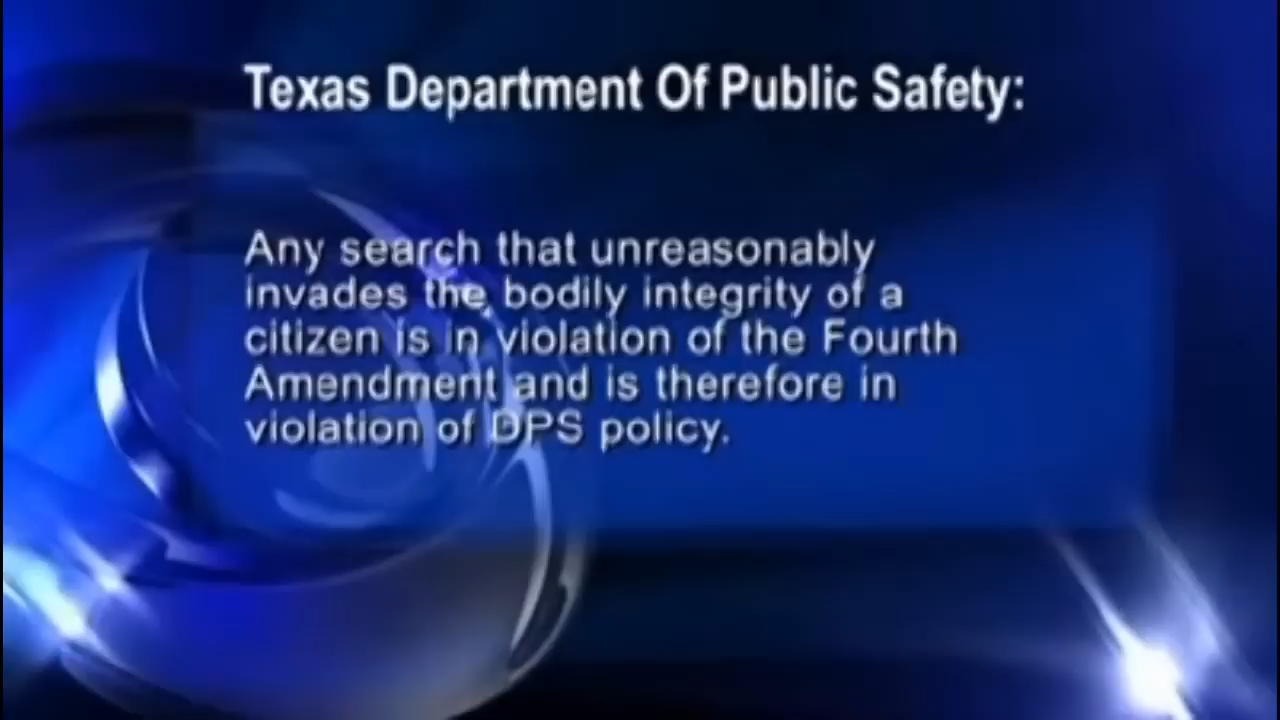 Texas Department Of Public Safety:
Any search that unreasonably
invades the bodily integrity of a
citizen is in violation of the Fourth
Amendment and is therefore in
violation of DPS policy.